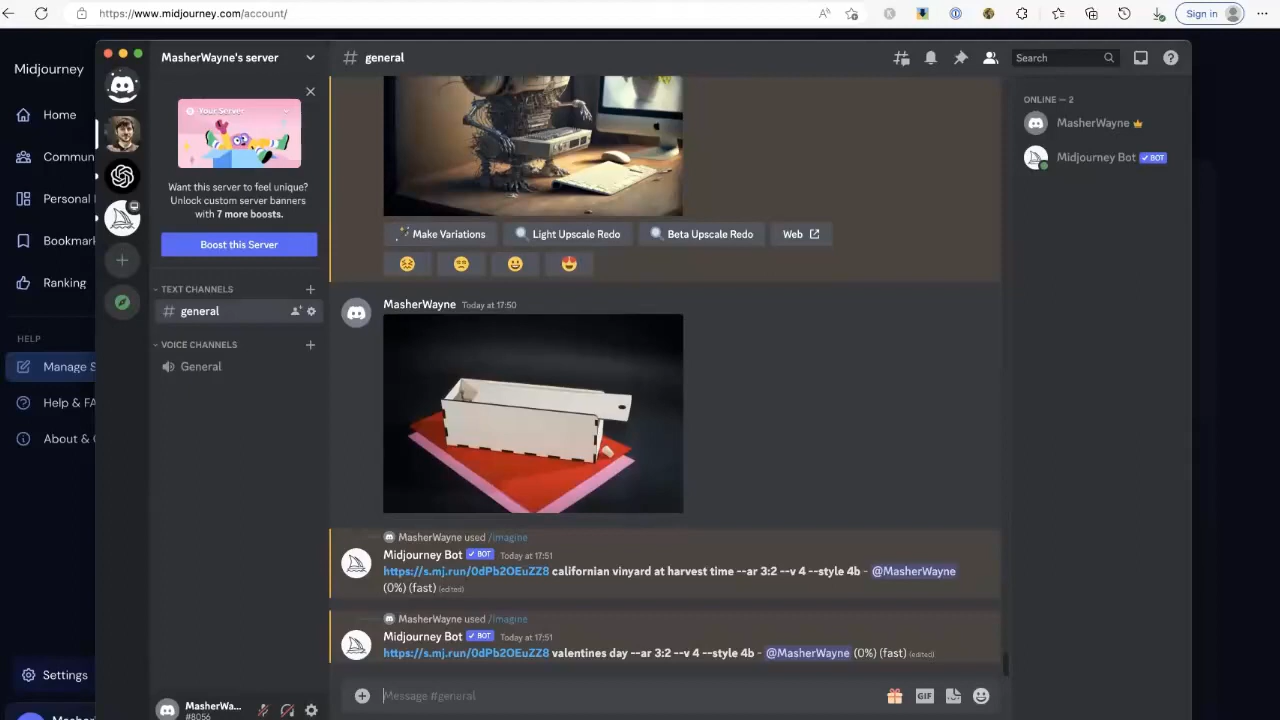 https://www.midjourney.com/account/
Sign in
Midjourney
Home
Commun
Personal
Bookmark
Ranking
HELP
Manage S
Help & FA
About &
Settings
MasherWayne's server
Your Server
Want this server to feel unique?
Unlock custom server banners
with 7 more boosts.
Boost this Server
TEXT CHANNELS
# general
VOICE CHANNELS
General
MasherWa...
#8056
# general
Search
Make Variations
Light Upscale Redo
Beta Upscale Redo
Web
MasherWayne Today at 17:50
MasherWayne used /imagine
Midjourney Bot ✓ BOT Today at 17:51
https://s.mj.run/0dPb2OEuZZ8 californian vinyard at harvest time --ar 3:2 --v 4 --style 4b - @MasherWayne
(0%) (fast) (edited)
MasherWayne used /imagine
Midjourney Bot ✓ BOT Today at 17:51
https://s.mj.run/0dPb2OEuZZ8 valentines day --ar 3:2 --v 4 --style 4b - @MasherWayne (0%) (fast) (edited)
Message #general
GIF
ONLINE — 2
MasherWayne
Midjourney Bot ✓ BOT